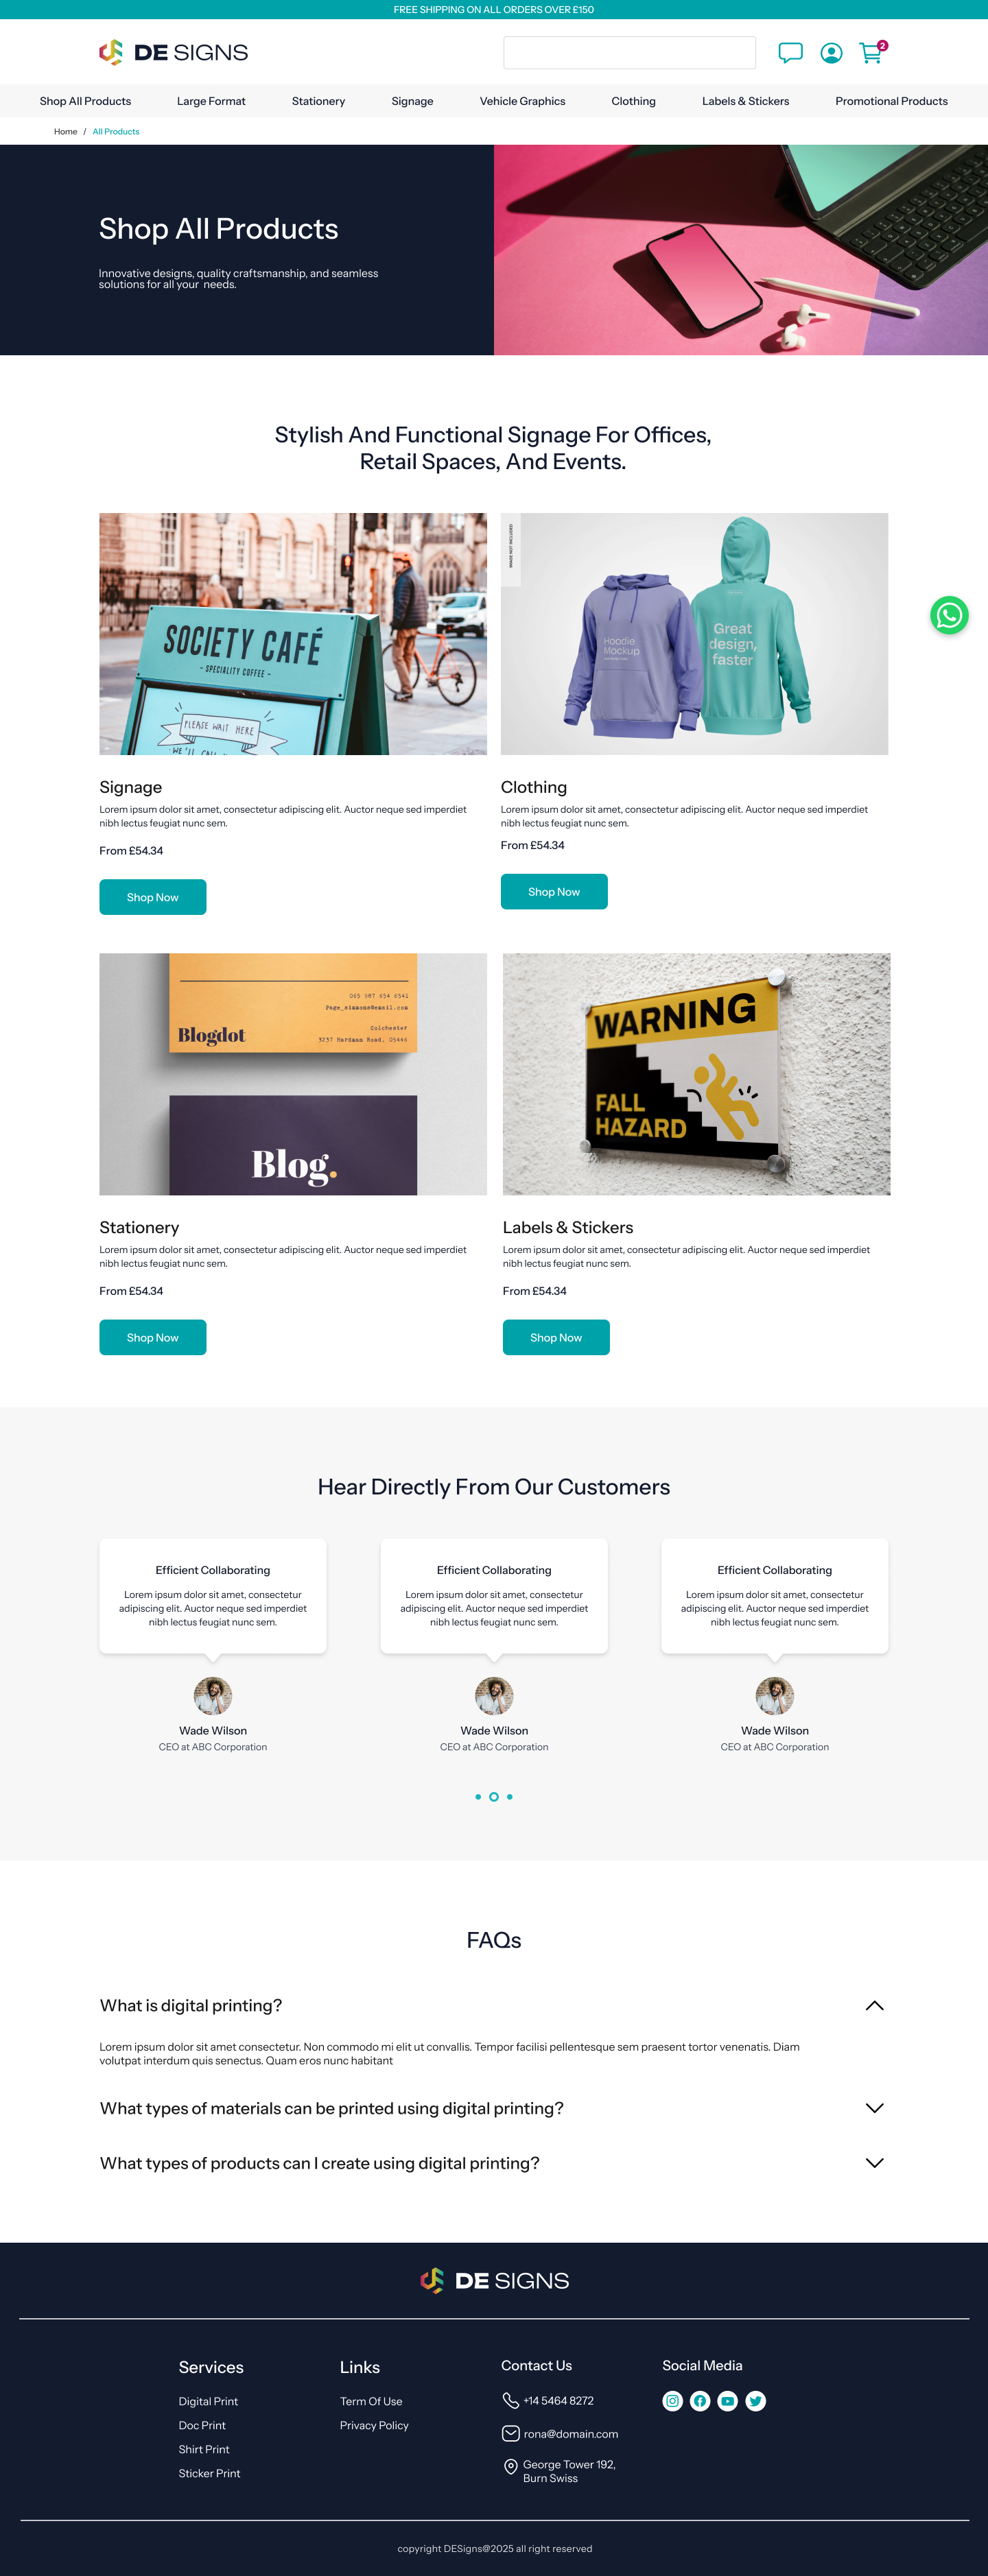 FREE SHIPPING ON ALL ORDERS OVER £150
DE SIGNS
2
Shop All Products
Large Format
Stationery
Signage
Vehicle Graphics
Clothing
Labels & Stickers
Promotional Products
Home / All Products
Shop All Products
Innovative designs, quality craftsmanship, and seamless
solutions for all your needs.
Stylish And Functional Signage For Offices,
Retail Spaces, And Events.
SOCIETY CAFÉ
- SPECIALITY COFFEE -
PLEASE WAIT HERE
WE'LL CALL
IMAGE NOT INCLUDED
Hoodie
Mockup
Great
design,
faster
Signage
Lorem ipsum dolor sit amet, consectetur adipiscing elit. Auctor neque sed imperdiet
nibh lectus feugiat nunc sem.
From £54.34
Shop Now
Clothing
Lorem ipsum dolor sit amet, consectetur adipiscing elit. Auctor neque sed imperdiet
nibh lectus feugiat nunc sem.
From £54.34
Shop Now
065 987 654 6542
Page_simmons@email.com
Colchester
3237 Hardman Road, 05446
Blogdot
Blog.
WARNING
FALL
HAZARD
Stationery
Lorem ipsum dolor sit amet, consectetur adipiscing elit. Auctor neque sed imperdiet
nibh lectus feugiat nunc sem.
From £54.34
Shop Now
Labels & Stickers
Lorem ipsum dolor sit amet, consectetur adipiscing elit. Auctor neque sed imperdiet
nibh lectus feugiat nunc sem.
From £54.34
Shop Now
Hear Directly From Our Customers
Efficient Collaborating
Lorem ipsum dolor sit amet, consectetur
adipiscing elit. Auctor neque sed imperdiet
nibh lectus feugiat nunc sem.
Wade Wilson
CEO at ABC Corporation
Efficient Collaborating
Lorem ipsum dolor sit amet, consectetur
adipiscing elit. Auctor neque sed imperdiet
nibh lectus feugiat nunc sem.
Wade Wilson
CEO at ABC Corporation
Efficient Collaborating
Lorem ipsum dolor sit amet, consectetur
adipiscing elit. Auctor neque sed imperdiet
nibh lectus feugiat nunc sem.
Wade Wilson
CEO at ABC Corporation
FAQs
What is digital printing?
Lorem ipsum dolor sit amet consectetur. Non commodo mi elit ut convallis. Tempor facilisi pellentesque sem praesent tortor venenatis. Diam
volutpat interdum quis senectus. Quam eros nunc habitant
What types of materials can be printed using digital printing?
What types of products can I create using digital printing?
DE SIGNS
Services
Digital Print
Doc Print
Shirt Print
Sticker Print
Links
Term Of Use
Privacy Policy
Contact Us
+14 5464 8272
rona@domain.com
George Tower 192,
Burn Swiss
Social Media
copyright DESigns@2025 all right reserved